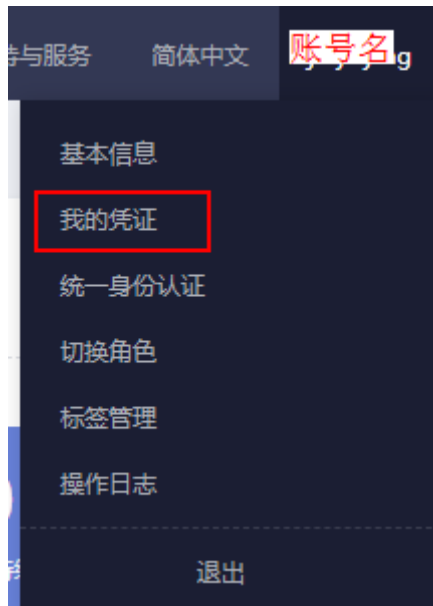 与服务 简体中文 账号名g
基本信息
我的凭证
统一身份认证
切换角色
标签管理
操作日志
退出